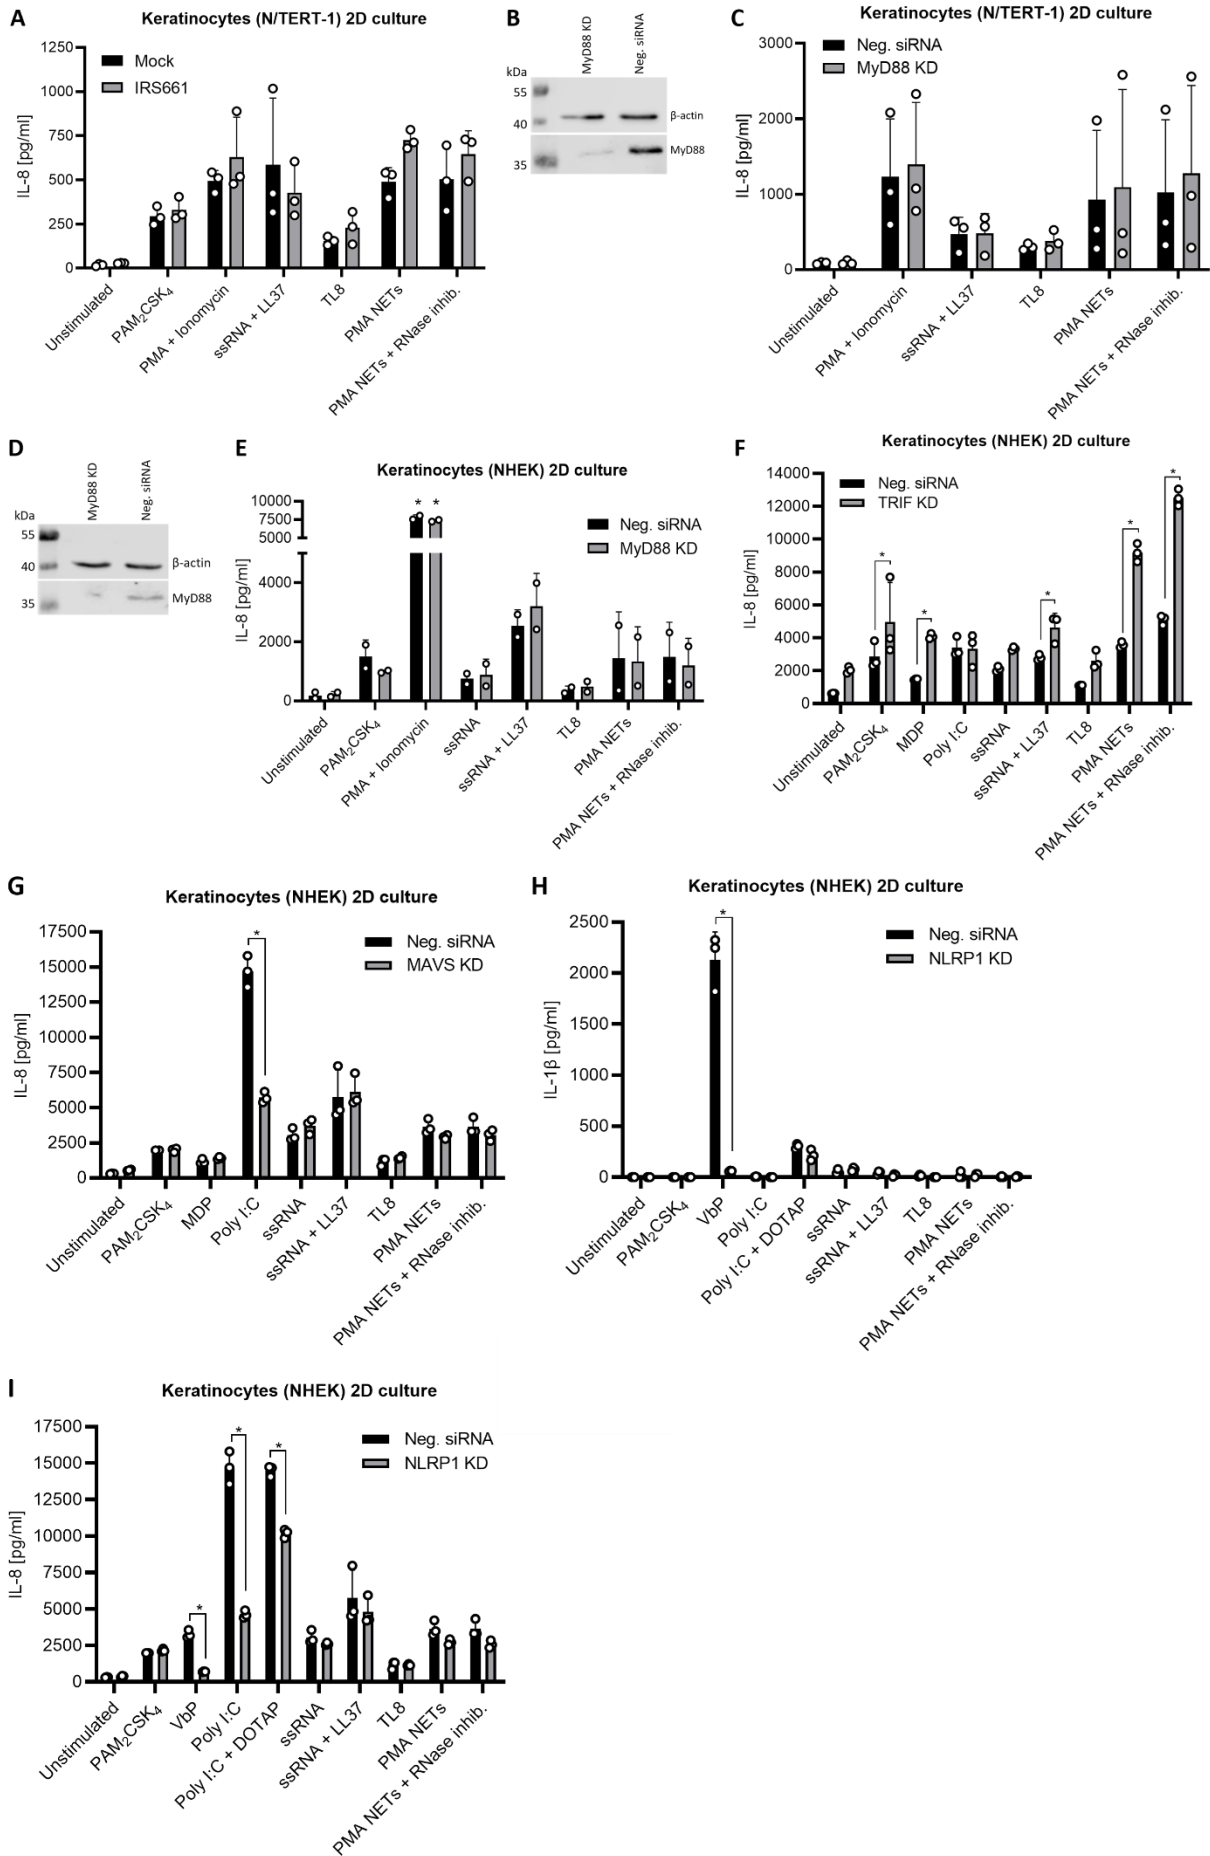 A
Keratinocytes (N/TERT-1) 2D culture
IL-8 [pg/ml]
1250
1000
750
500
250
0
Mock
IRS661
Unstimulated
PAM₂CSK₄
PMA + Ionomycin
ssRNA + LL37
TL8
PMA NETs
PMA NETs + RNase inhib.
B
MyD88 KD
Neg. siRNA
kDa
55
40
35
β-actin
MyD88
C
Keratinocytes (N/TERT-1) 2D culture
IL-8 [pg/ml]
3000
2000
1000
0
Neg. siRNA
MyD88 KD
Unstimulated
PMA + Ionomycin
ssRNA + LL37
TL8
PMA NETs
PMA NETs + RNase inhib.
D
MyD88 KD
Neg. siRNA
kDa
55
40
35
β-actin
MyD88
E
Keratinocytes (NHEK) 2D culture
IL-8 [pg/ml]
10000
7500
5000
4000
2000
0
* *
Neg. siRNA
MyD88 KD
Unstimulated
PAM₂CSK₄
PMA + Ionomycin
ssRNA
ssRNA + LL37
TL8
PMA NETs
PMA NETs + RNase inhib.
F
Keratinocytes (NHEK) 2D culture
IL-8 [pg/ml]
14000
12000
10000
8000
6000
4000
2000
0
Neg. siRNA
TRIF KD
*
*
*
*
*
Unstimulated
PAM₂CSK₄
MDP
Poly I:C
ssRNA
ssRNA + LL37
TL8
PMA NETs
PMA NETs + RNase inhib.
G
Keratinocytes (NHEK) 2D culture
IL-8 [pg/ml]
17500
15000
12500
10000
7500
5000
2500
0
*
Neg. siRNA
MAVS KD
Unstimulated
PAM₂CSK₄
MDP
Poly I:C
ssRNA
ssRNA + LL37
TL8
PMA NETs
PMA NETs + RNase inhib.
H
Keratinocytes (NHEK) 2D culture
IL-1β [pg/ml]
2500
2000
1500
1000
500
0
*
Neg. siRNA
NLRP1 KD
Unstimulated
PAM₂CSK₄
VbP
Poly I:C
Poly I:C + DOTAP
ssRNA
ssRNA + LL37
TL8
PMA NETs
PMA NETs + RNase inhib.
I
Keratinocytes (NHEK) 2D culture
IL-8 [pg/ml]
17500
15000
12500
10000
7500
5000
2500
0
*
*
*
Neg. siRNA
NLRP1 KD
Unstimulated
PAM₂CSK₄
VbP
Poly I:C
Poly I:C + DOTAP
ssRNA
ssRNA + LL37
TL8
PMA NETs
PMA NETs + RNase inhib.